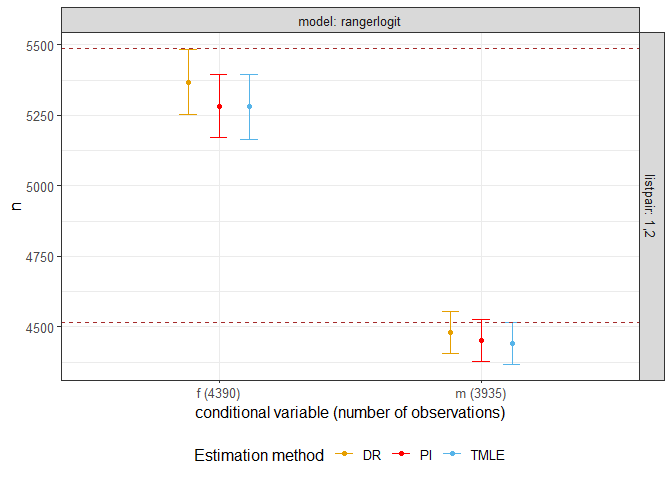 model: rangerlogit
listpair: 1,2
n
5500
5250
5000
4750
4500
f (4390)
m (3935)
conditional variable (number of observations)
Estimation method
DR
PI
TMLE